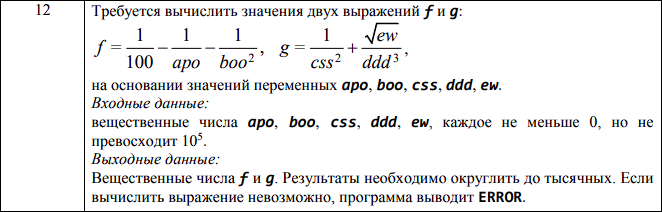 12
Требуется вычислить значения двух выражений f и g:
f = 1/100 − 1/apo − 1/boo², g = 1/css² + √ew/ddd³,
на основании значений переменных apo, boo, css, ddd, ew.
Входные данные:
вещественные числа apo, boo, css, ddd, ew, каждое не меньше 0, но не
превосходит 10⁵.
Выходные данные:
Вещественные числа f и g. Результаты необходимо округлить до тысячных. Если
вычислить выражение невозможно, программа выводит ERROR.